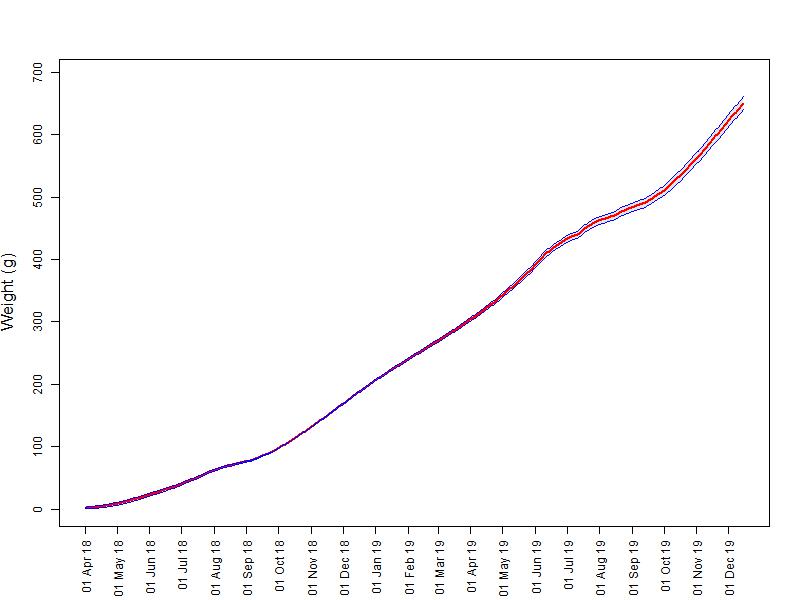 700
600
500
400
300
200
100
0
Weight (g)
01 Apr 18
01 May 18
01 Jun 18
01 Jul 18
01 Aug 18
01 Sep 18
01 Oct 18
01 Nov 18
01 Dec 18
01 Jan 19
01 Feb 19
01 Mar 19
01 Apr 19
01 May 19
01 Jun 19
01 Jul 19
01 Aug 19
01 Sep 19
01 Oct 19
01 Nov 19
01 Dec 19